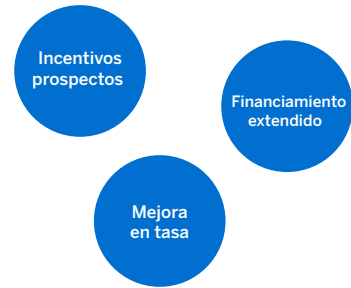 Incentivos
prospectos
Financiamiento
extendido
Mejora
en tasa